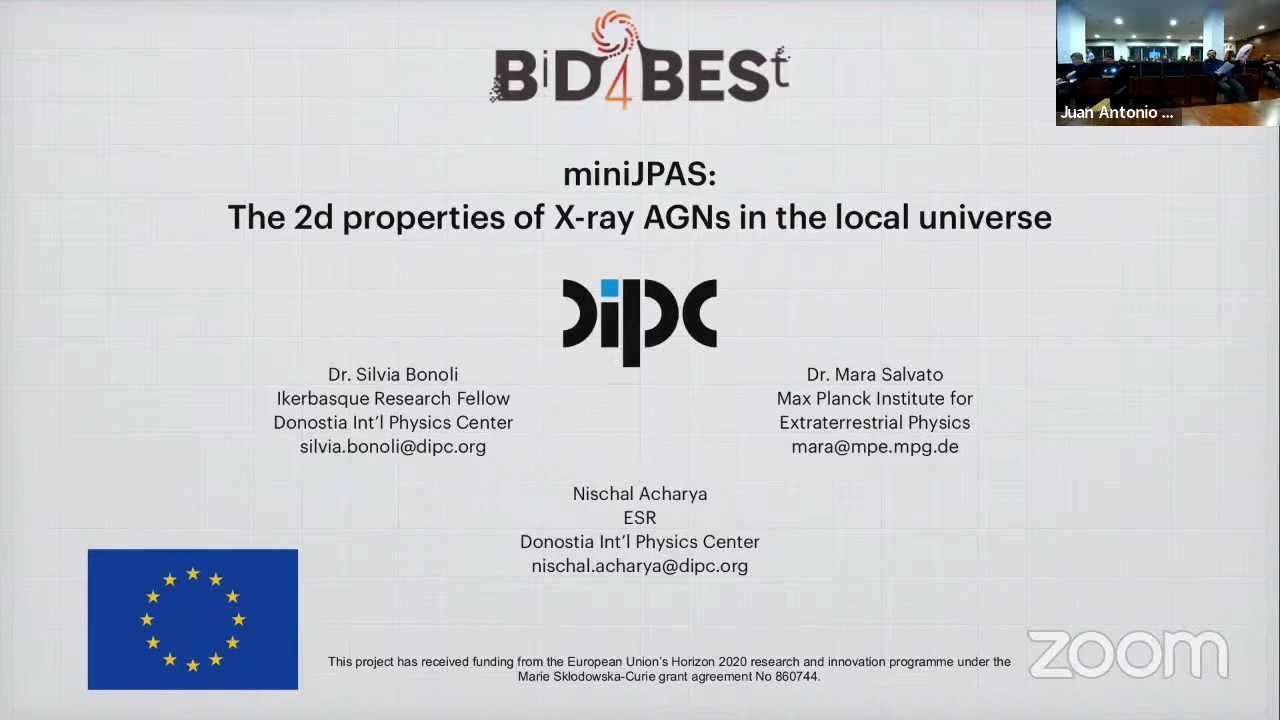 BiD4BESt
Juan Antonio ...
miniJPAS:
The 2d properties of X-ray AGNs in the local universe
dipc
Dr. Silvia Bonoli
Ikerbasque Research Fellow
Donostia Int’l Physics Center
silvia.bonoli@dipc.org
Dr. Mara Salvato
Max Planck Institute for
Extraterrestrial Physics
mara@mpe.mpg.de
Nischal Acharya
ESR
Donostia Int’l Physics Center
nischal.acharya@dipc.org
This project has received funding from the European Union’s Horizon 2020 research and innovation programme under the
Marie Skłodowska-Curie grant agreement No 860744.
zoom